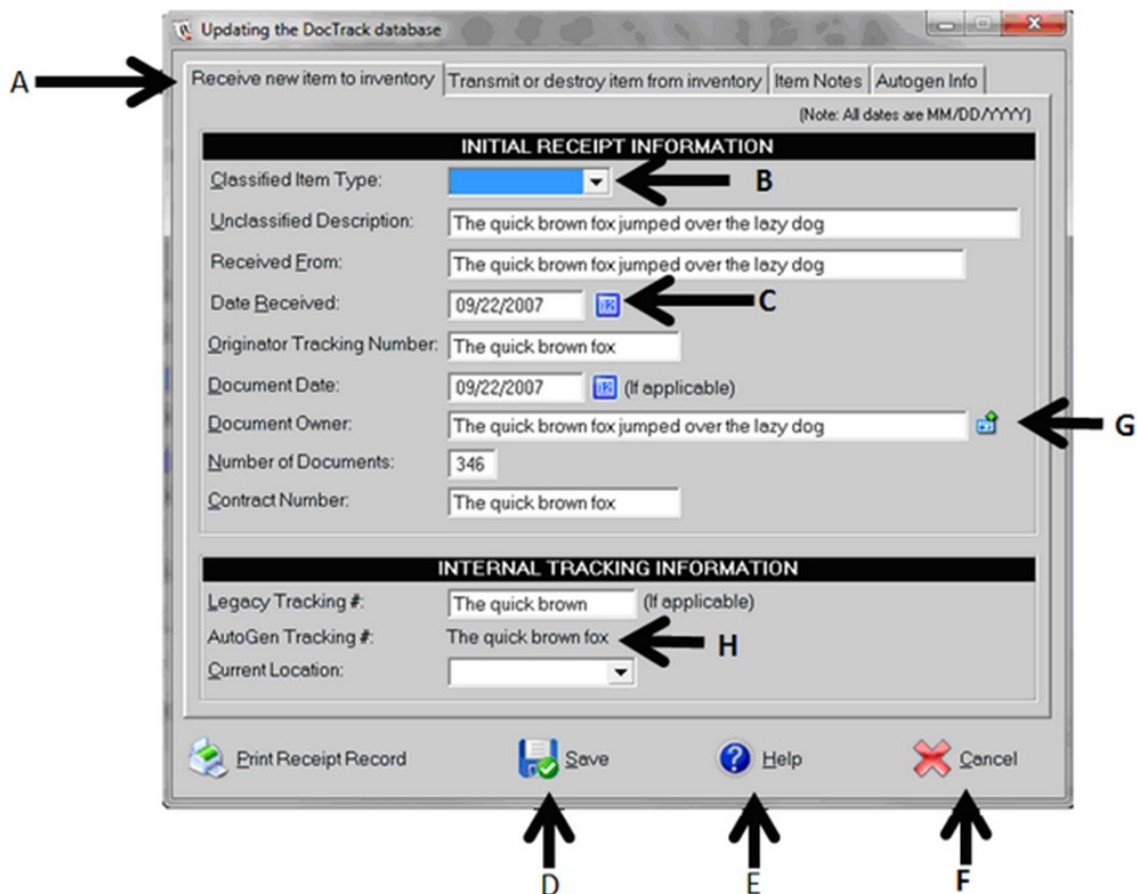 Updating the DocTrack database
A
Receive new item to inventory Transmit or destroy item from inventory Item Notes Autogen Info
(Note: All dates are MM/DD/YYYY)
INITIAL RECEIPT INFORMATION
Classified Item Type: B
Unclassified Description: The quick brown fox jumped over the lazy dog
Received From: The quick brown fox jumped over the lazy dog
Date Received: 09/22/2007 12 C
Originator Tracking Number: The quick brown fox
Document Date: 09/22/2007 12 (If applicable)
Document Owner: The quick brown fox jumped over the lazy dog G
Number of Documents: 346
Contract Number: The quick brown fox
INTERNAL TRACKING INFORMATION
Legacy Tracking #: The quick brown (If applicable)
AutoGen Tracking #: The quick brown fox H
Current Location:
Print Receipt Record Save ? Help Cancel
D E F